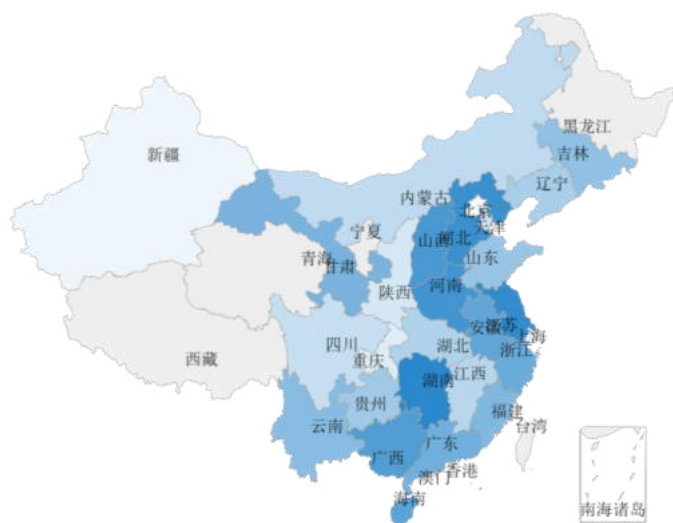 黑龙江
吉林
新疆
辽宁
内蒙古
北京
天津
宁夏
山西
河北
山东
青海
甘肃
陕西
河南
安徽
江苏
上海
四川
湖北
浙江
重庆
西藏
湖南
江西
贵州
福建
云南
台湾
广东
广西
香港
澳门
海南
南海诸岛